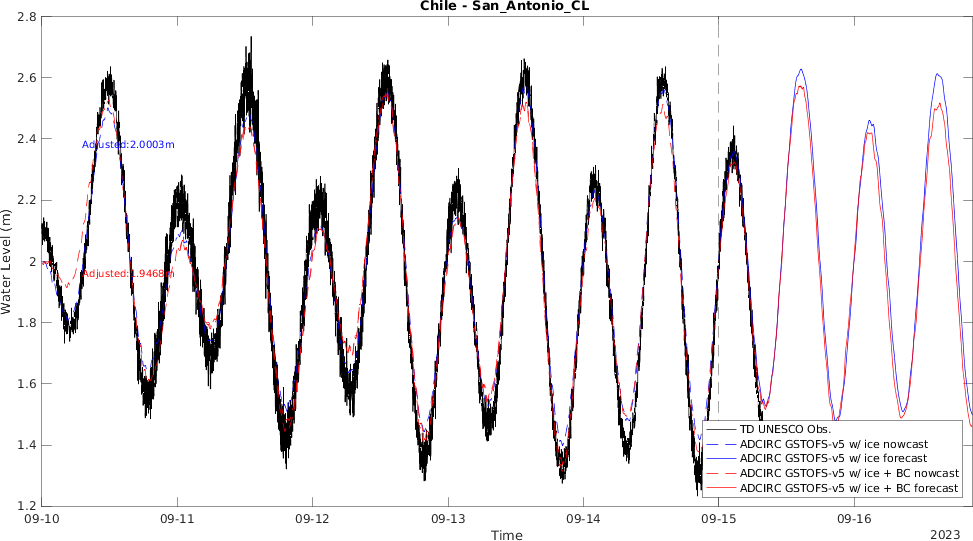 Chile - San_Antonio_CL
2.8
2.6
2.4
2.2
2
1.8
1.6
1.4
1.2
Water Level (m)
Adjusted:2.0003m
Adjusted:1.9468m
TD UNESCO Obs.
ADCIRC GSTOFS-v5 w/ ice nowcast
ADCIRC GSTOFS-v5 w/ ice forecast
ADCIRC GSTOFS-v5 w/ ice + BC nowcast
ADCIRC GSTOFS-v5 w/ ice + BC forecast
09-10 09-11 09-12 09-13 09-14 09-15 09-16
Time
2023